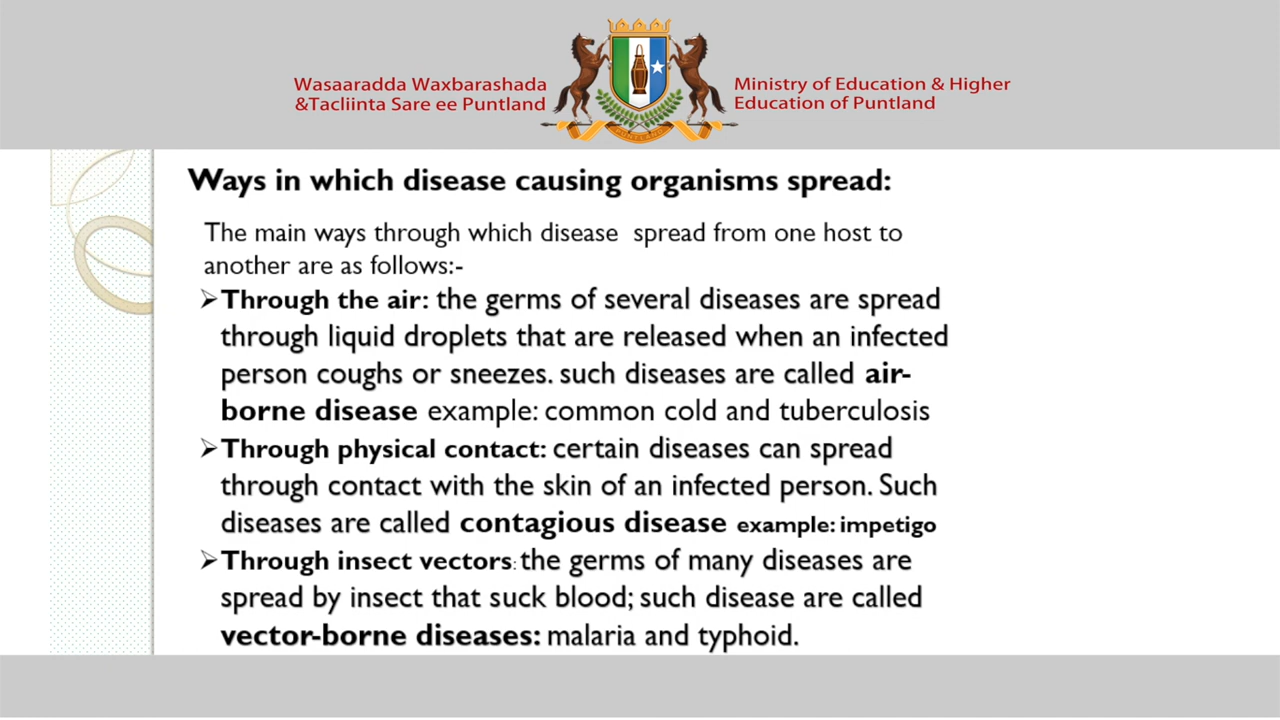 Wasaaradda Waxbarashada
&Tacliinta Sare ee Puntland
Ministry of Education & Higher
Education of Puntland
Ways in which disease causing organisms spread:
The main ways through which disease spread from one host to
another are as follows:-
➢Through the air: the germs of several diseases are spread
through liquid droplets that are released when an infected
person coughs or sneezes. such diseases are called air-
borne disease example: common cold and tuberculosis
➢Through physical contact: certain diseases can spread
through contact with the skin of an infected person. Such
diseases are called contagious disease example: impetigo
➢Through insect vectors: the germs of many diseases are
spread by insect that suck blood; such disease are called
vector-borne diseases: malaria and typhoid.